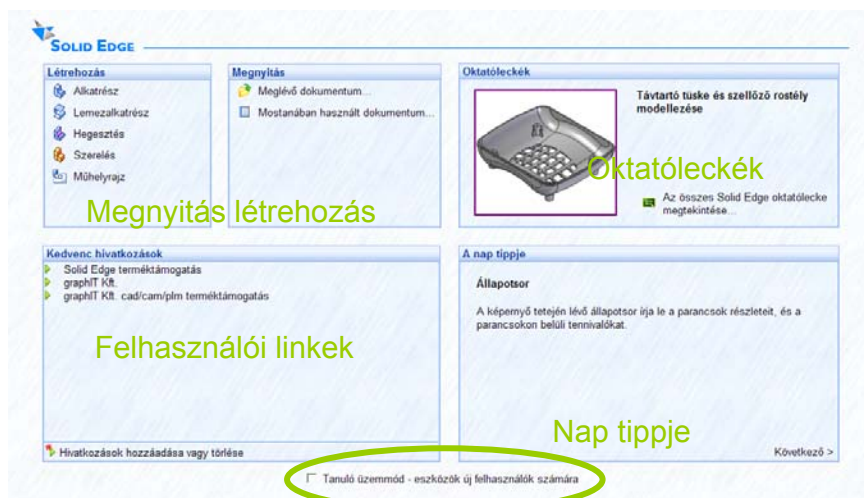 SOLID EDGE
Létrehozás
Alkatrész
Lemezalkatrész
Hegesztés
Szerelés
Műhelyrajz
Megnyitás
Meglévő dokumentum...
Mostanában használt dokumentum...
Megnyitás létrehozás
Oktatóleckék
Távtartó tüske és szellőző rostély
modellezése
Oktatóleckék
Az összes Solid Edge oktatólecke
megtekintése...
Kedvenc hivatkozások
Solid Edge terméktámogatás
graphIT Kft.
graphIT Kft. cad/cam/plm terméktámogatás
Felhasználói linkek
Hivatkozások hozzáadása vagy törlése
A nap tippje
Állapotsor
A képernyő tetején lévő állapotsor írja le a parancsok részleteit, és a
parancsokon belüli tennivalókat.
Nap tippje
Következő >
Tanuló üzemmód - eszközök új felhasználók számára